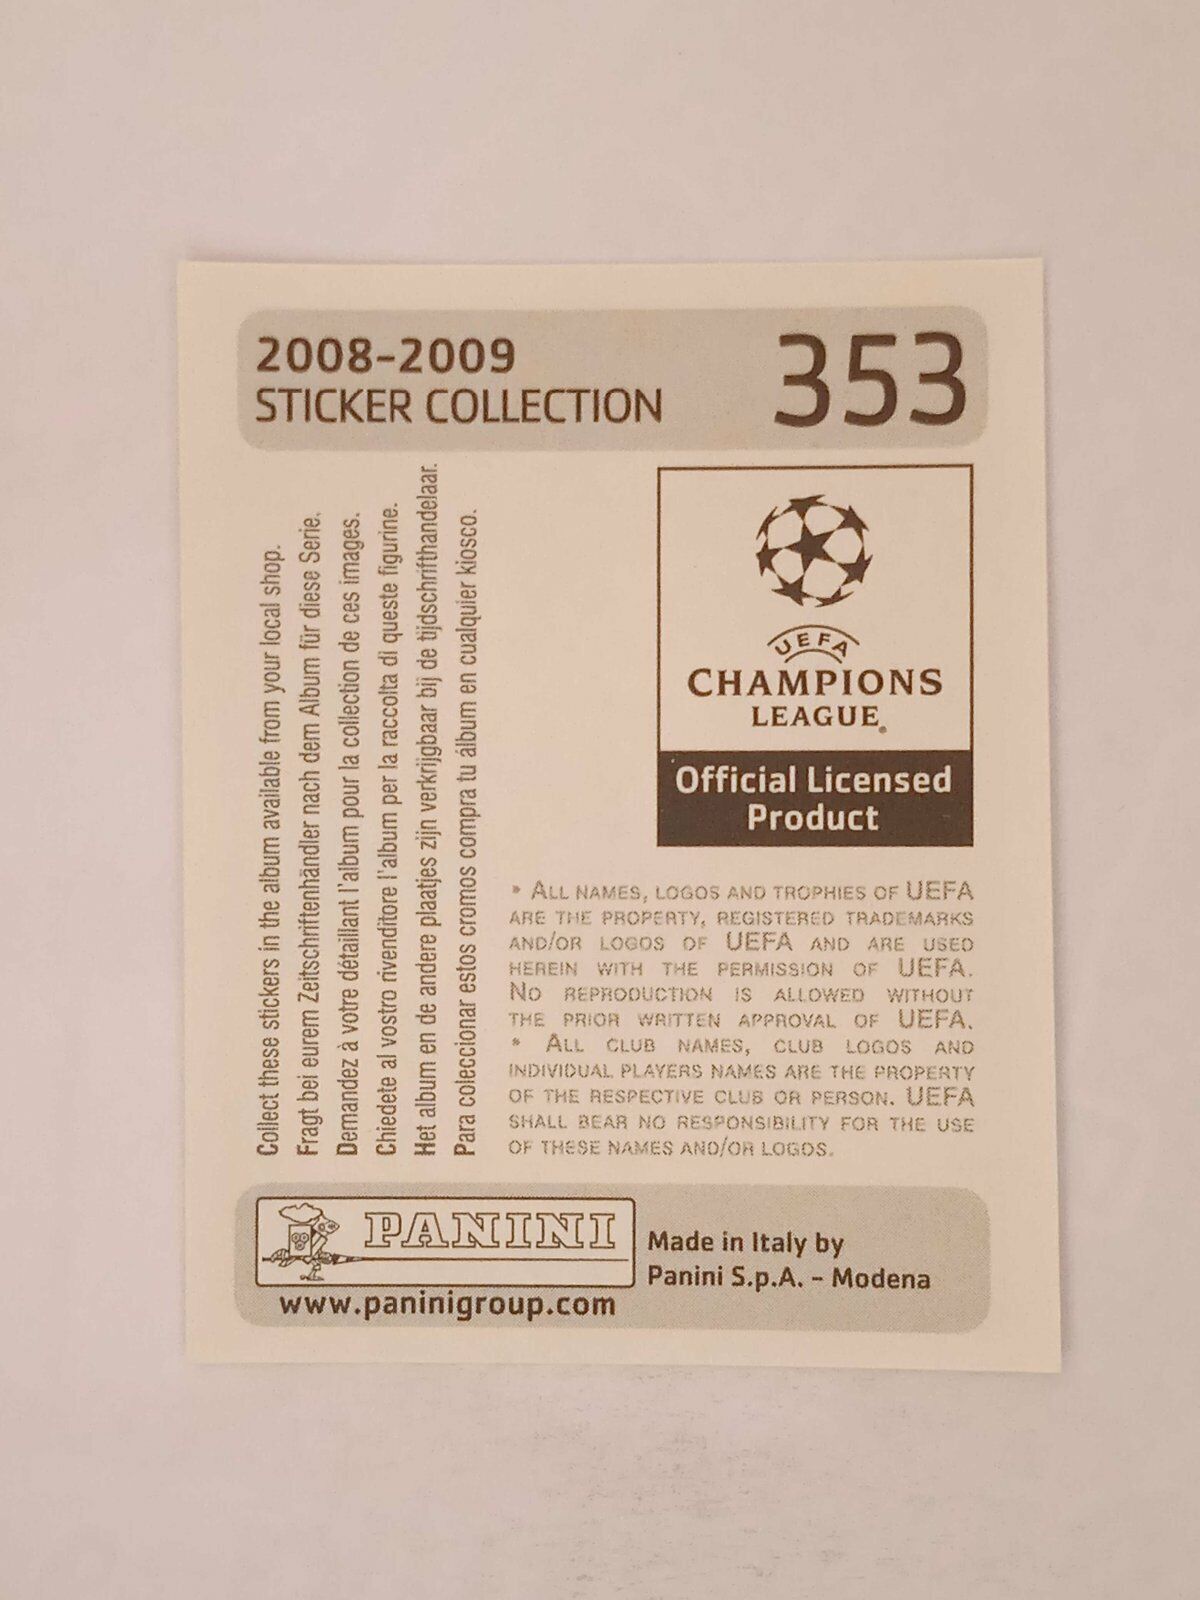 2008-2009
STICKER COLLECTION
353
Collect these stickers in the album available from your local shop.
Fragt bei eurem Zeitschriftenhändler nach dem Album für diese Serie.
Demandez à votre détaillant l'album pour la collection de ces images.
Chiedete al vostro rivenditore l'album per la raccolta di queste figurine.
Het album en de andere plaatjes zijn verkrijgbaar bij de tijdschrifthandelaar.
Para coleccionar estos cromos compra tu álbum en cualquier kiosco.
UEFA
CHAMPIONS
LEAGUE®
Official Licensed
Product
* ALL NAMES, LOGOS AND TROPHIES OF UEFA
ARE THE PROPERTY, REGISTERED TRADEMARKS
AND/OR LOGOS OF UEFA AND ARE USED
HEREIN WITH THE PERMISSION OF UEFA.
NO REPRODUCTION IS ALLOWED WITHOUT
THE PRIOR WRITTEN APPROVAL OF UEFA.
* ALL CLUB NAMES, CLUB LOGOS AND
INDIVIDUAL PLAYERS NAMES ARE THE PROPERTY
OF THE RESPECTIVE CLUB OR PERSON. UEFA
SHALL BEAR NO RESPONSIBILITY FOR THE USE
OF THESE NAMES AND/OR LOGOS.
PANINI
www.paninigroup.com
Made in Italy by
Panini S.p.A. - Modena